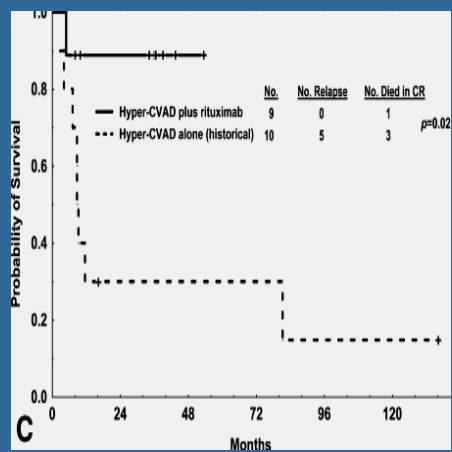 1.0
No. No. Relapse No. Died in CR
Hyper-CVAD plus rituximab 9 0 1
p=0.02
Hyper-CVAD alone (historical) 10 5 3
Probability of Survival
0.8
0.6
0.4
0.2
0.0
0 24 48 72 96 120
Months
C